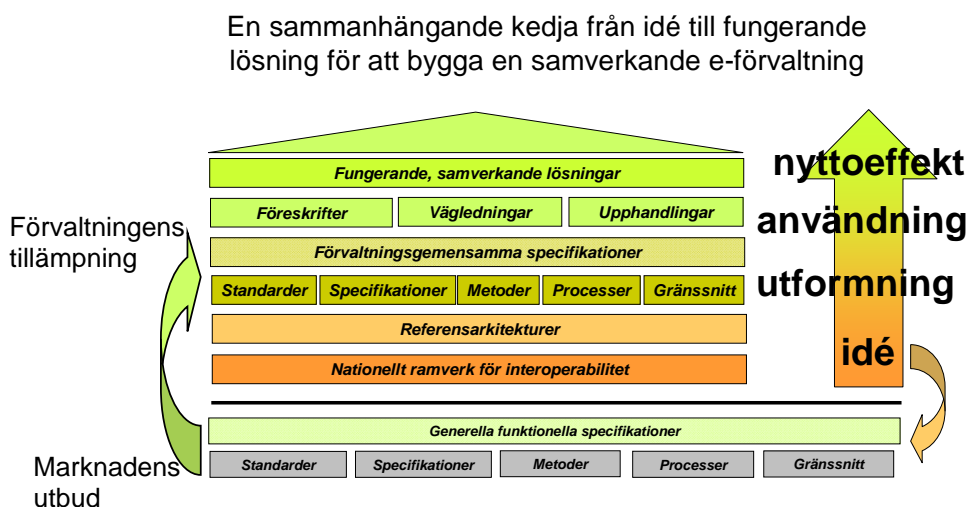 En sammanhängande kedja från idé till fungerande
lösning för att bygga en samverkande e-förvaltning
nyttoeffekt
Fungerande, samverkande lösningar
Föreskrifter
Vägledningar
Upphandlingar
användning
Förvaltningens
tillämpning
Förvaltningsgemensamma specifikationer
Standarder
Specifikationer
Metoder
Processer
Gränssnitt
utformning
Referensarkitekturer
idé
Nationellt ramverk för interoperabilitet
Generella funktionella specifikationer
Marknadens
utbud
Standarder
Specifikationer
Metoder
Processer
Gränssnitt